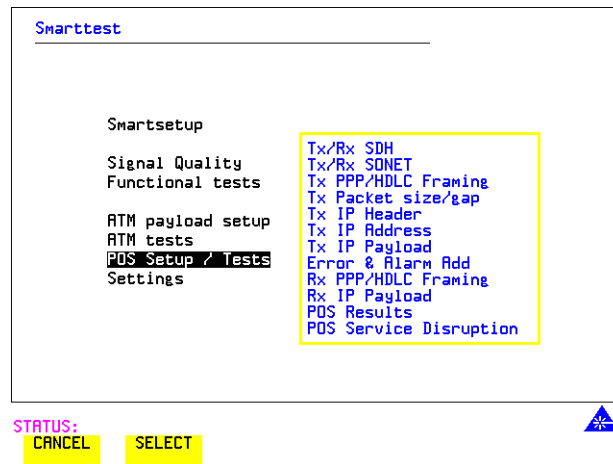 Smarttest
Smartsetup
Signal Quality
Functional tests
ATM payload setup
ATM tests
POS Setup / Tests
Settings
Tx/Rx SDH
Tx/Rx SONET
Tx PPP/HDLC Framing
Tx Packet size/gap
Tx IP Header
Tx IP Address
Tx IP Payload
Error & Alarm Add
Rx PPP/HDLC Framing
Rx IP Payload
POS Results
POS Service Disruption
STATUS:
CANCEL SELECT